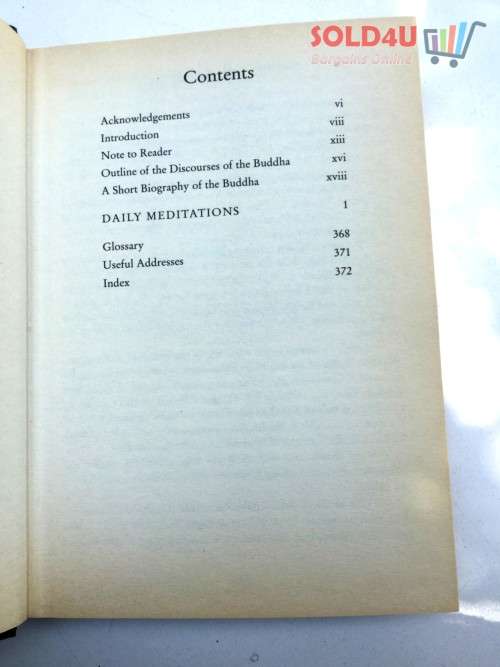 SOLD4U
Bargains Online
Contents
Acknowledgements vi
Introduction viii
Note to Reader xiii
Outline of the Discourses of the Buddha xvi
A Short Biography of the Buddha xviii
DAILY MEDITATIONS 1
Glossary 368
Useful Addresses 371
Index 372